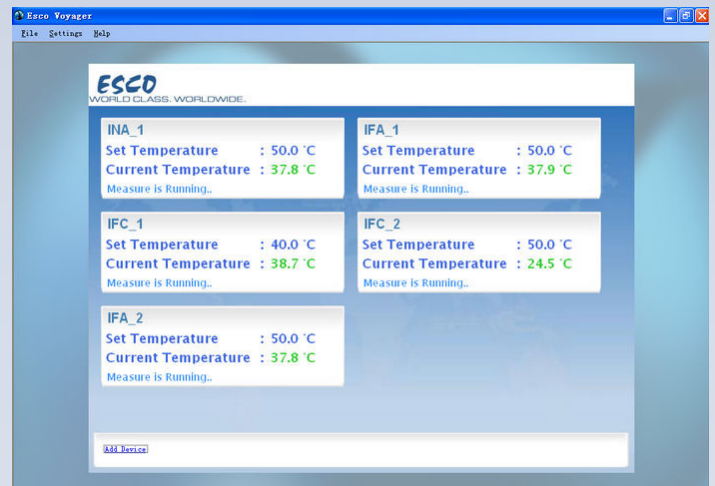 Esco Voyager
File Settings Help
ESCO
WORLD CLASS. WORLDWIDE.
INA_1
Set Temperature : 50.0 °C
Current Temperature : 37.8 °C
Measure is Running..
IFA_1
Set Temperature : 50.0 °C
Current Temperature : 37.9 °C
Measure is Running..
IFC_1
Set Temperature : 40.0 °C
Current Temperature : 38.7 °C
Measure is Running..
IFC_2
Set Temperature : 50.0 °C
Current Temperature : 24.5 °C
Measure is Running..
IFA_2
Set Temperature : 50.0 °C
Current Temperature : 37.8 °C
Measure is Running..
Add Device